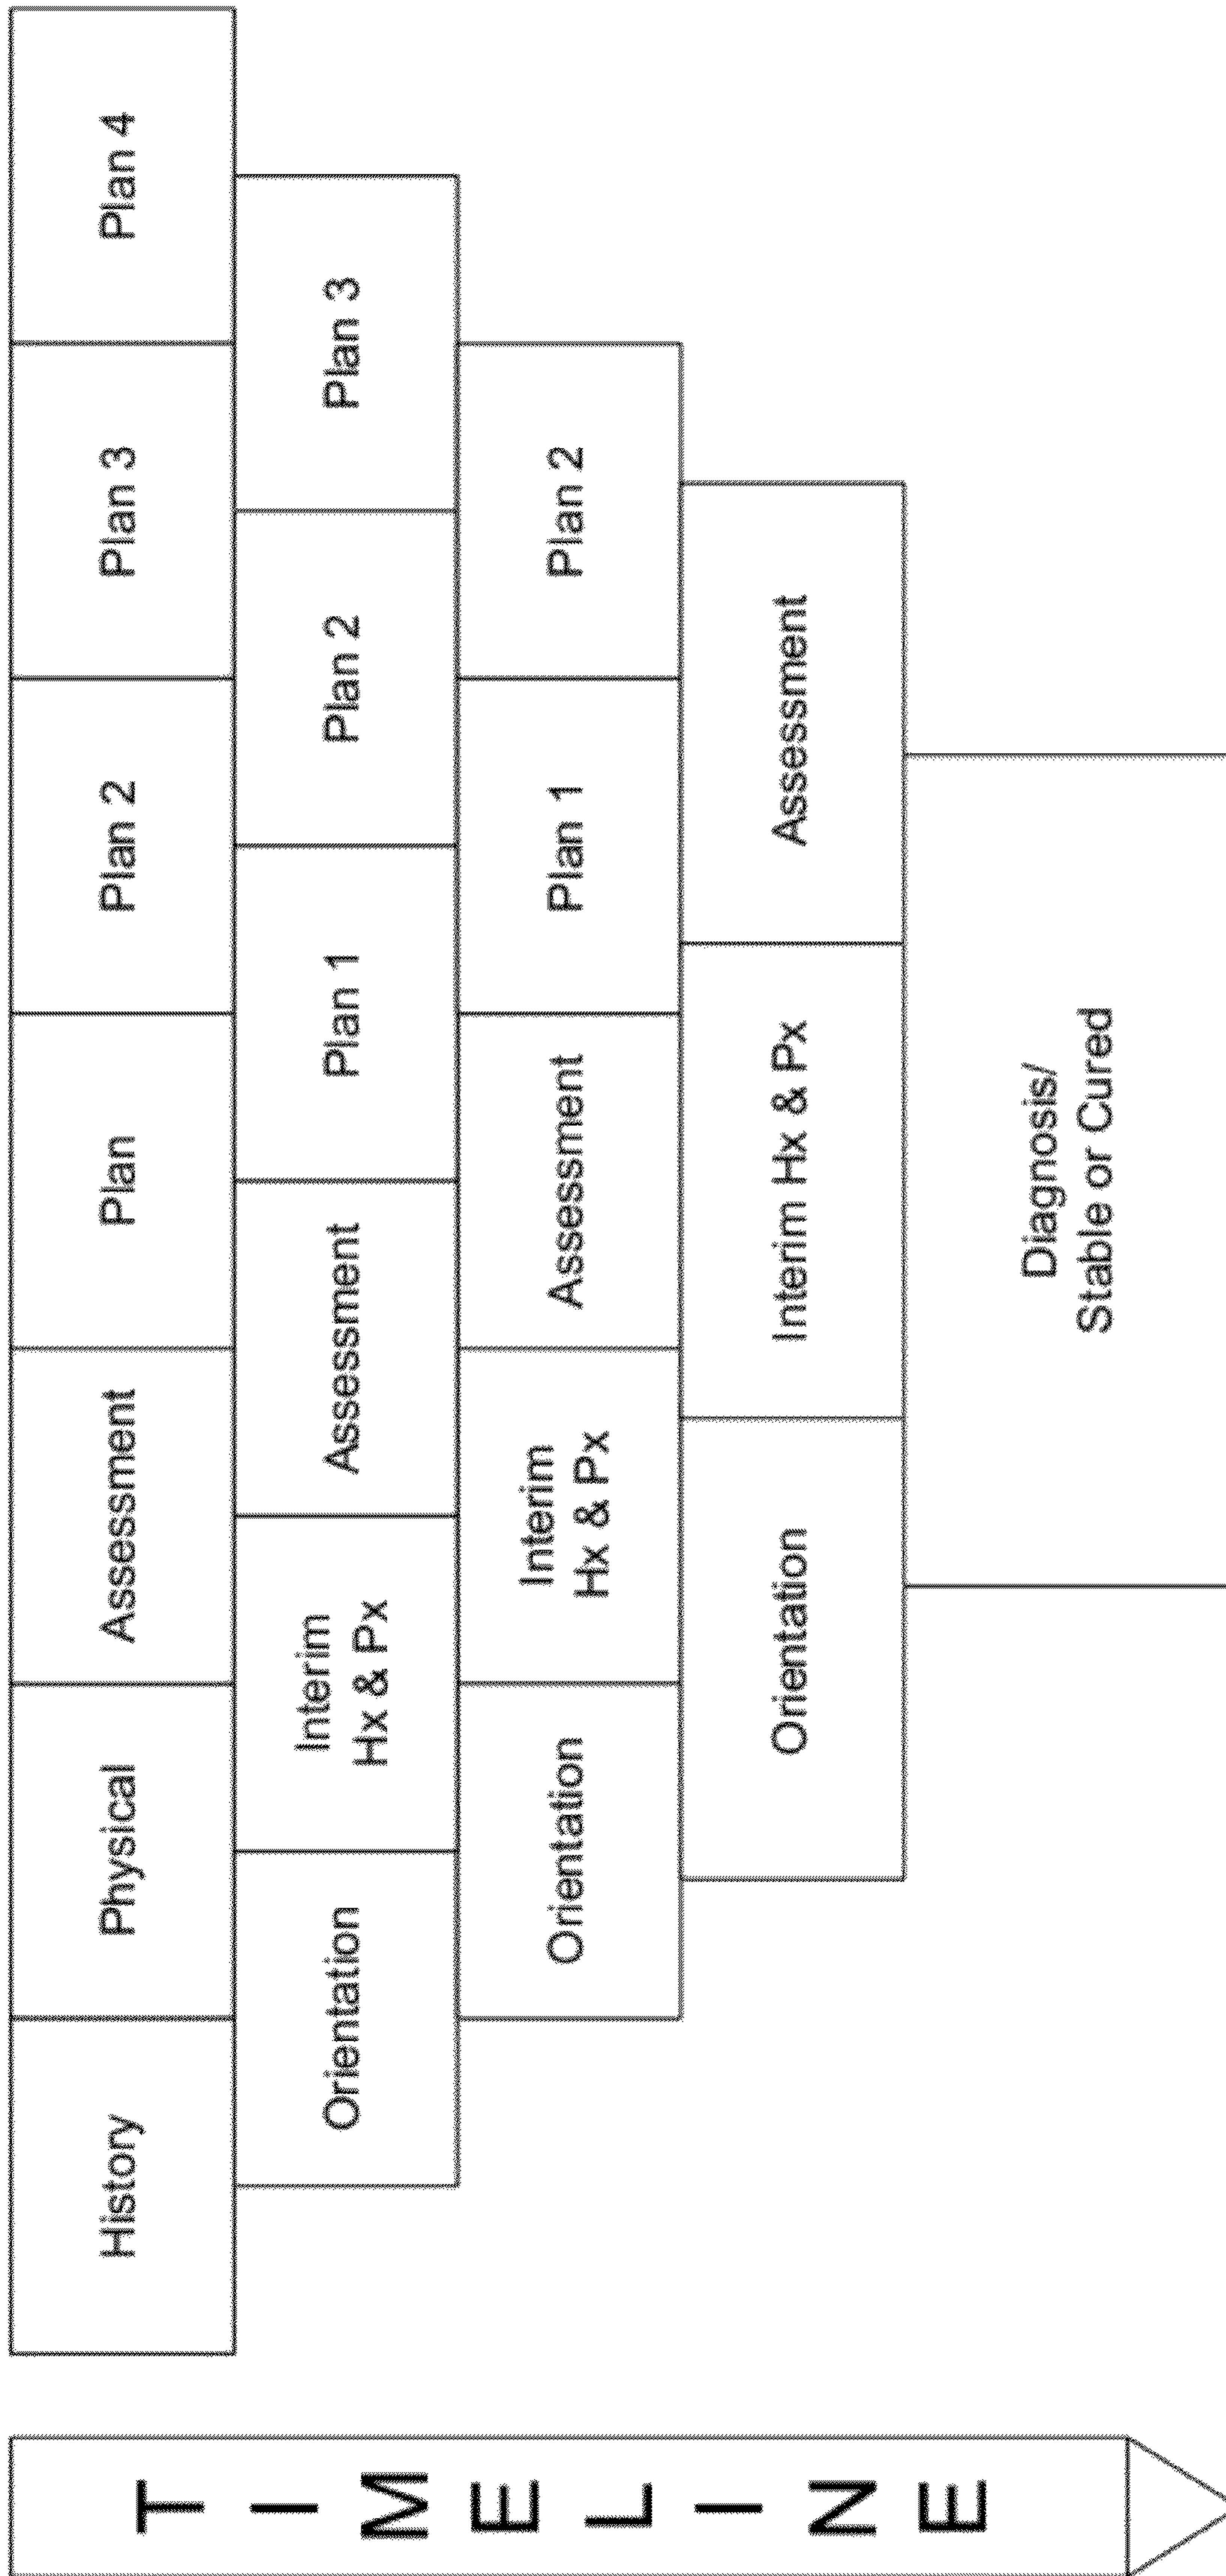 TIMELINE
History
Physical
Assessment
Plan
Plan 2
Plan 3
Plan 4
Orientation
Interim
Hx & Px
Assessment
Plan 1
Plan 2
Plan 3
Orientation
Interim
Hx & Px
Assessment
Plan 1
Plan 2
Orientation
Interim Hx & Px
Assessment
Diagnosis/
Stable or Cured